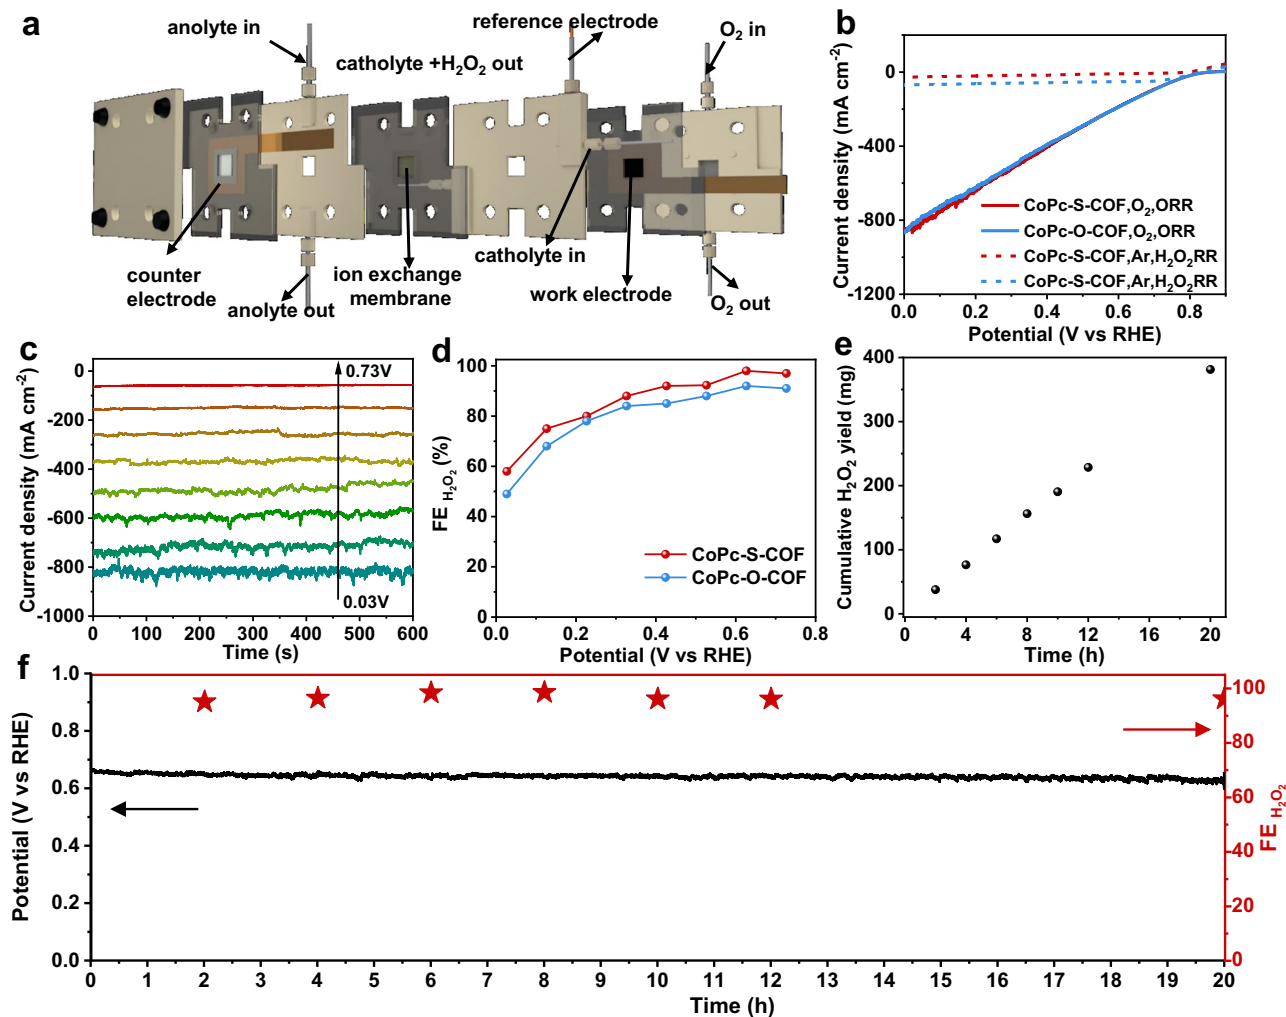 a
anolyte in
catholyte +H₂O₂ out
reference electrode
O₂ in
counter
electrode
anolyte out
ion exchange
membrane
catholyte in
work electrode
O₂ out
b
Current density (mA cm⁻²)
0
-400
-800
-1200
CoPc-S-COF,O₂,ORR
CoPc-O-COF,O₂,ORR
CoPc-S-COF,Ar,H₂O₂RR
CoPc-S-COF,Ar,H₂O₂RR
0.0 0.2 0.4 0.6 0.8
Potential (V vs RHE)
c
Current density (mA cm⁻²)
0
-200
-400
-600
-800
-1000
0.73V
0.03V
0 100 200 300 400 500 600
Time (s)
d
FE H₂O₂ (%)
100
80
60
40
20
0
CoPc-S-COF
CoPc-O-COF
0.0 0.2 0.4 0.6 0.8
Potential (V vs RHE)
e
Cumulative H₂O₂ yield (mg)
400
300
200
100
0
0 4 8 12 16 20
Time (h)
f
Potential (V vs RHE)
1.0
0.8
0.6
0.4
0.2
0.0
0 1 2 3 4 5 6 7 8 9 10 11 12 13 14 15 16 17 18 19 20
Time (h)
100
80
60
40
20
0
FE H₂O₂